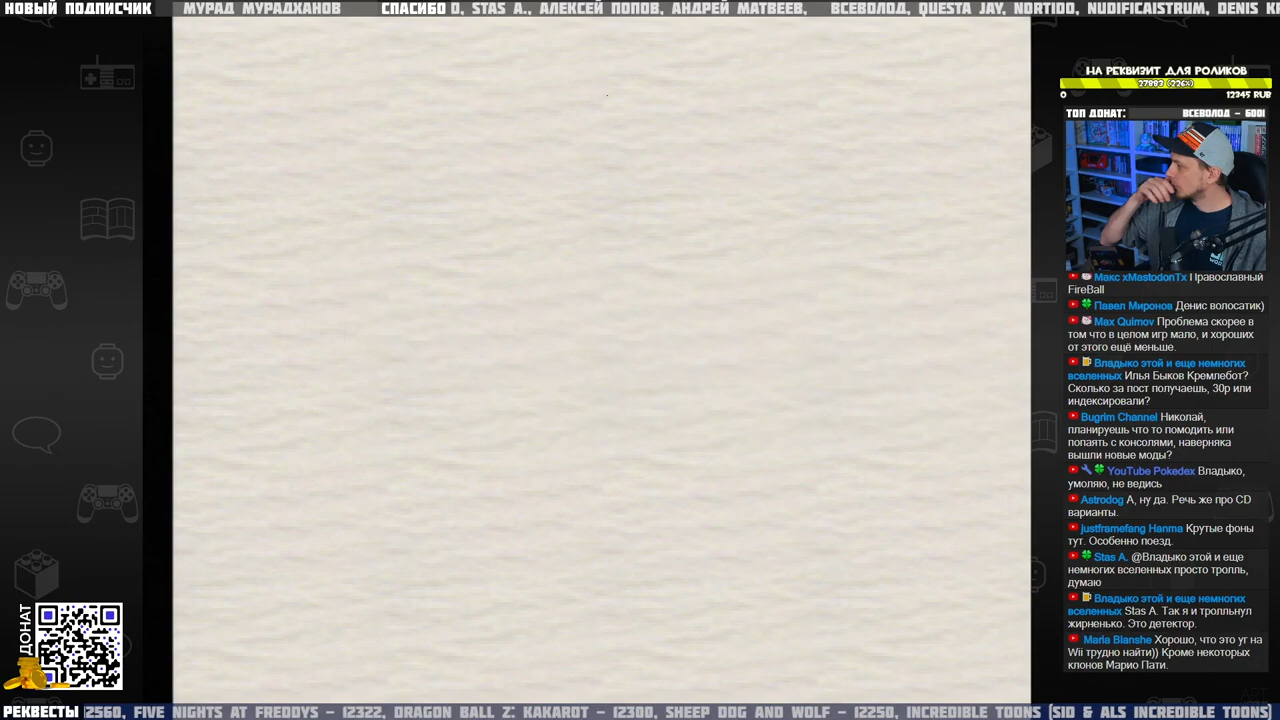 НОВЫЙ ПОДПИСЧИК МУРАД МУРАДХАНОВ СПАСИБО D, STAS A., АЛЕКСЕЙ ПОПОВ, АНДРЕЙ МАТВЕЕВ, ВСЕВОЛОД, QUESTA JAY, NORTIDO, NUDIFICAISTRUM, DENIS
НА РЕКВИЗИТ ДЛЯ РОЛИКОВ
27883 (226%)
0 12345 RUB
ТОП ДОНАТ: ВСЕВОЛОД - 6001
Макс xMastodonTx Православный
FireBall
Павел Миронов Денис волосатик)
Max Quimov Проблема скорее в
том что в целом игр мало, и хороших
от этого ещё меньше.
Владыко этой и еще немногих
вселенных Илья Быков Кремлебот?
Сколько за пост получаешь, 30р или
индексировали?
Bugrim Channel Николай,
планируешь что то помодить или
попаять с консолями, наверняка
вышли новые моды?
YouTube Pokedex Владыко,
умоляю, не ведись
Astrodog А, ну да. Речь же про CD
варианты.
justframefang Hanma Крутые фоны
тут. Особенно поезд.
Stas A. @Владыко этой и еще
немногих вселенных просто тролль,
думаю
Владыко этой и еще немногих
вселенных Stas A. Так я и тролльнул
жирненько. Это детектор.
Maria Blanshe Хорошо, что это уг на
Wii трудно найти)) Кроме некоторых
клонов Марио Пати.
ДОНАТ
РЕКВЕСТЫ 2560, FIVE NIGHTS AT FREDDYS - 12322, DRAGON BALL Z: KAKAROT - 12300, SHEEP DOG AND WOLF - 12250, INCREDIBLE TOONS (SID & ALS INCREDIBLE TOONS)